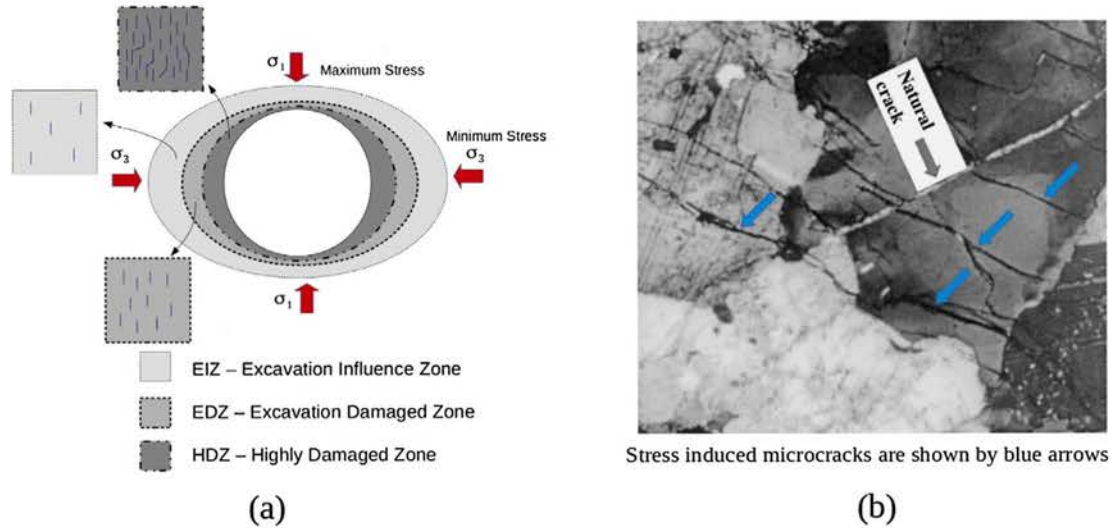 σ1
Maximum Stress
Minimum Stress
σ3
σ3
σ1
EIZ – Excavation Influence Zone
EDZ – Excavation Damaged Zone
HDZ – Highly Damaged Zone
(a)
Natural
crack
Stress induced microcracks are shown by blue arrows
(b)